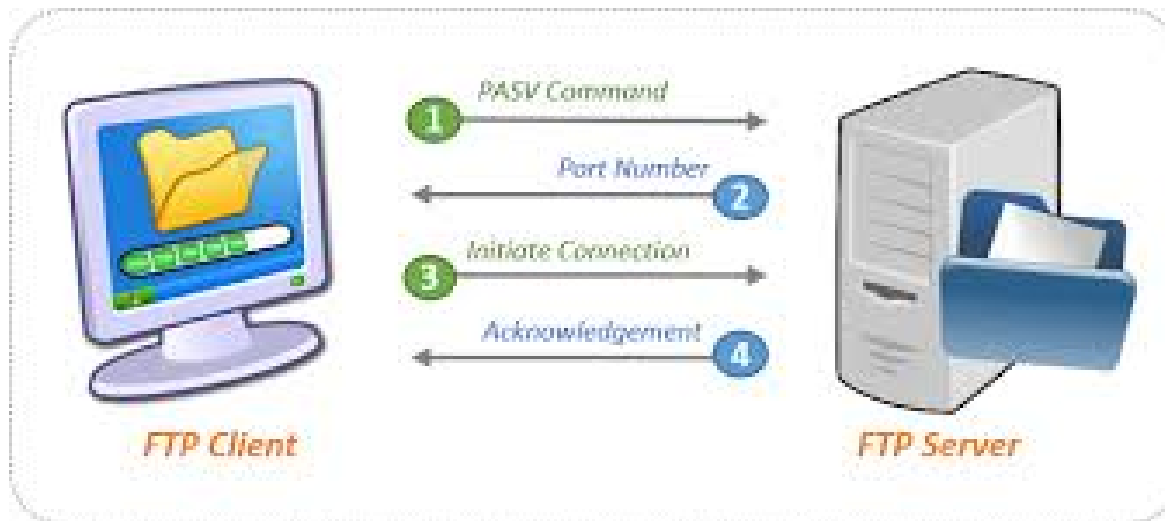 PASV Command
1
Port Number
2
Initiate Connection
3
Acknowledgement
4
FTP Client
FTP Server